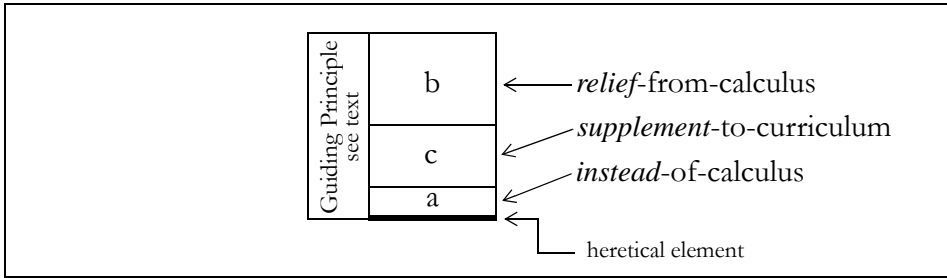 Guiding Principle
see text
b
relief-from-calculus
c
supplement-to-curriculum
a
instead-of-calculus
heretical element